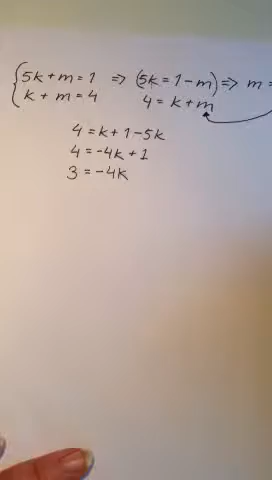 {5k + m = 1 => (5k = 1 - m) => m =
k + m = 4 4 = k + m
4 = k + 1 - 5k
4 = -4k + 1
3 = -4k